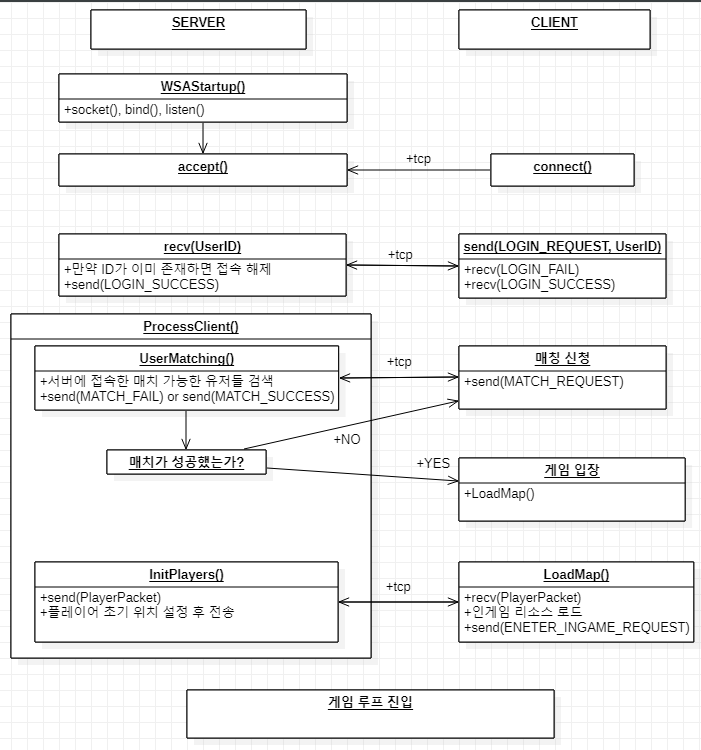 SERVER
CLIENT
WSAStartup()
+socket(), bind(), listen()
accept()
+tcp
connect()
recv(UserID)
+만약 ID가 이미 존재하면 접속 해제
+send(LOGIN_SUCCESS)
+tcp
send(LOGIN_REQUEST, UserID)
+recv(LOGIN_FAIL)
+recv(LOGIN_SUCCESS)
ProcessClient()
UserMatching()
+서버에 접속한 매치 가능한 유저들 검색
+send(MATCH_FAIL) or send(MATCH_SUCCESS)
+tcp
매칭 신청
+send(MATCH_REQUEST)
매치가 성공했는가?
+NO
+YES
게임 입장
+LoadMap()
InitPlayers()
+send(PlayerPacket)
+플레이어 초기 위치 설정 후 전송
+tcp
LoadMap()
+recv(PlayerPacket)
+인게임 리소스 로드
+send(ENETER_INGAME_REQUEST)
게임 루프 진입